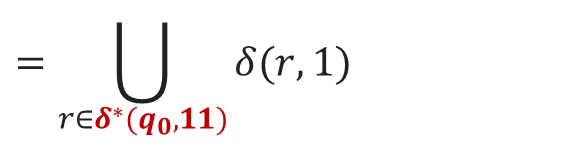 = ⋃ δ(r, 1)
r∈δ*(q₀,11)